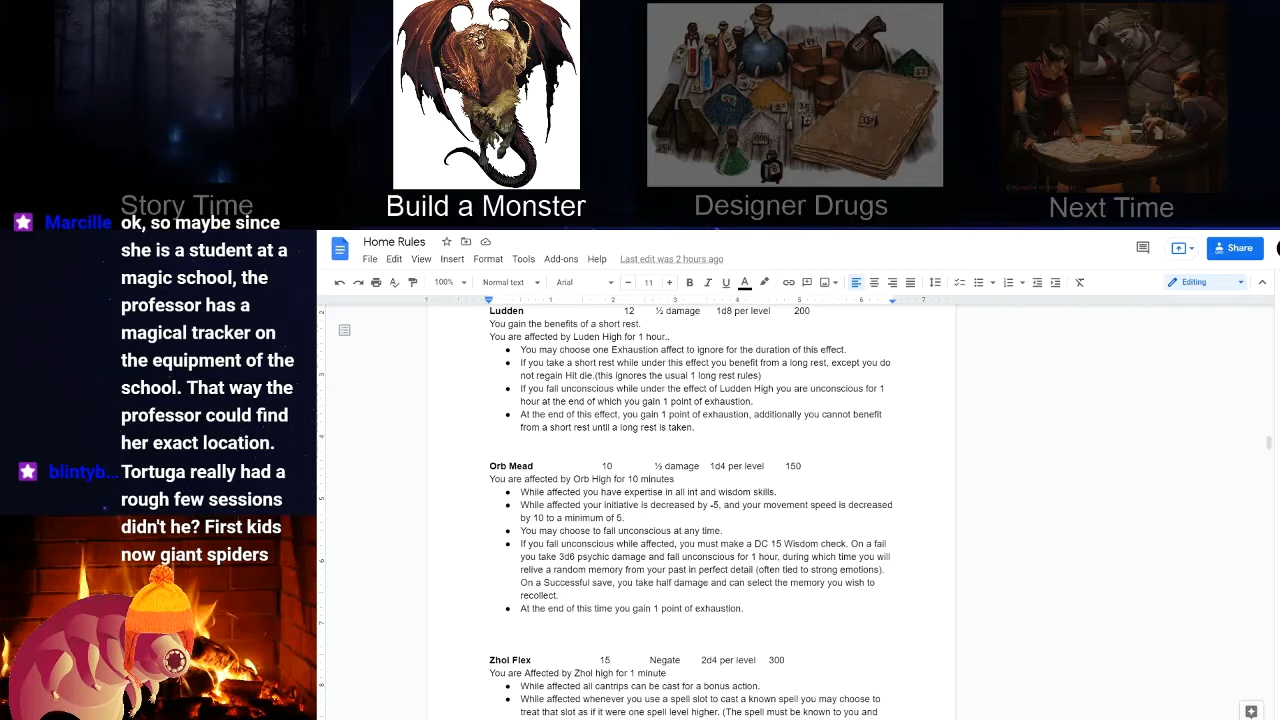 Story Time
Build a Monster
Designer Drugs
Next Time
Marcille ok, so maybe since
she is a student at a
magic school, the
professor has a
magical tracker on
the equipment of the
school. That way the
professor could find
her exact location.
blintyb... Tortuga really had a
rough few sessions
didn't he? First kids
now giant spiders
Home Rules
File Edit View Insert Format Tools Add-ons Help Last edit was 2 hours ago
Share
100% Normal text Arial 11 Editing
Ludden 12 ½ damage 1d8 per level 200
You gain the benefits of a short rest.
You are affected by Luden High for 1 hour..
● You may choose one Exhaustion affect to ignore for the duration of this effect.
● If you take a short rest while under this effect you benefit from a long rest, except you do
not regain Hit die.(this ignores the usual 1 long rest rules)
● If you fall unconscious while under the effect of Ludden High you are unconscious for 1
hour at the end of which you gain 1 point of exhaustion.
● At the end of this effect, you gain 1 point of exhaustion, additionally you cannot benefit
from a short rest until a long rest is taken.
Orb Mead 10 ½ damage 1d4 per level 150
You are affected by Orb High for 10 minutes
● While affected you have expertise in all int and wisdom skills.
● While affected your initiative is decreased by -5, and your movement speed is decreased
by 10 to a minimum of 5.
● You may choose to fall unconscious at any time.
● If you fall unconscious while affected, you must make a DC 15 Wisdom check. On a fail
you take 3d6 psychic damage and fall unconscious for 1 hour, during which time you will
relive a random memory from your past in perfect detail (often tied to strong emotions).
On a Successful save, you take half damage and can select the memory you wish to
recollect.
● At the end of this time you gain 1 point of exhaustion.
Zhol Flex 15 Negate 2d4 per level 300
You are Affected by Zhol high for 1 minute
● While affected all cantrips can be cast for a bonus action.
● While affected whenever you use a spell slot to cast a known spell you may choose to
treat that slot as if it were one spell level higher. (The spell must be known to you and